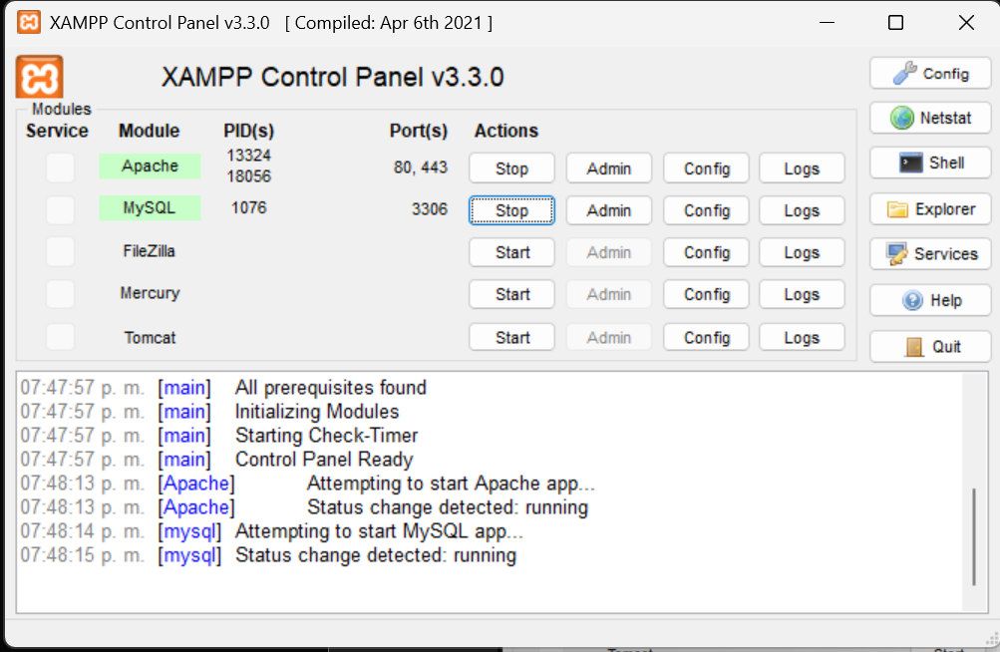 XAMPP Control Panel v3.3.0 [ Compiled: Apr 6th 2021 ]
XAMPP Control Panel v3.3.0
Config
Modules
Service Module PID(s) Port(s) Actions
Netstat
Apache 13324 18056 80, 443 Stop Admin Config Logs
Shell
MySQL 1076 3306 Stop Admin Config Logs
Explorer
FileZilla Start Admin Config Logs
Services
Mercury Start Admin Config Logs
Help
Tomcat Start Admin Config Logs
Quit
07:47:57 p. m. [main] All prerequisites found
07:47:57 p. m. [main] Initializing Modules
07:47:57 p. m. [main] Starting Check-Timer
07:47:57 p. m. [main] Control Panel Ready
07:48:13 p. m. [Apache] Attempting to start Apache app...
07:48:13 p. m. [Apache] Status change detected: running
07:48:14 p. m. [mysql] Attempting to start MySQL app...
07:48:15 p. m. [mysql] Status change detected: running